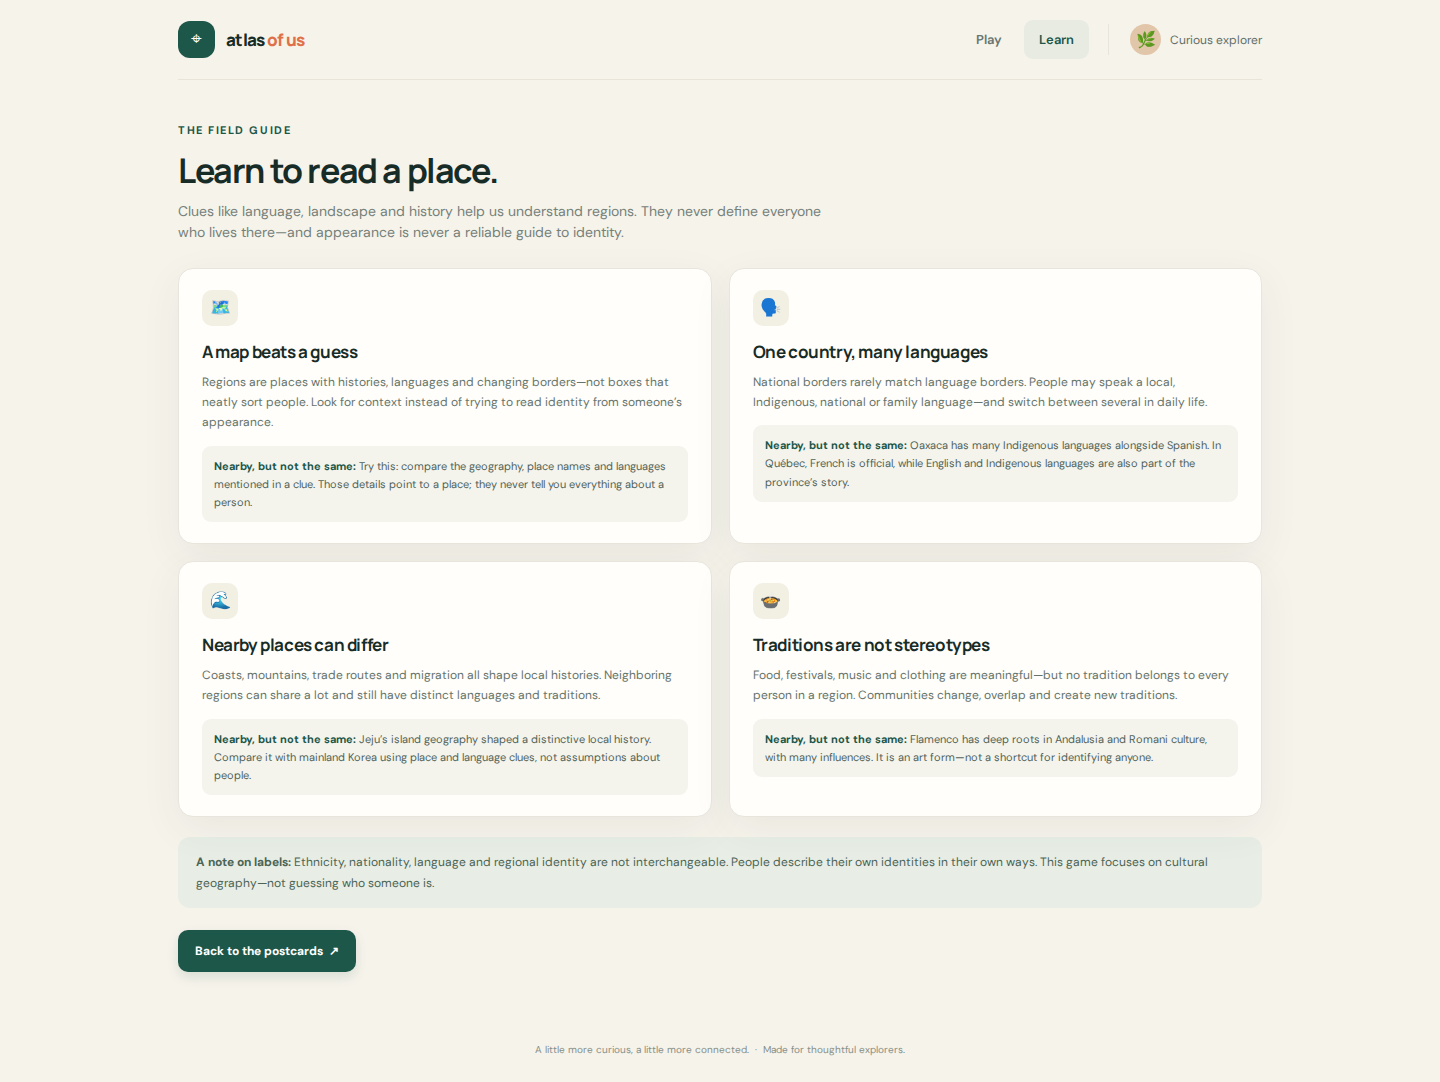 atlas of us
Play
Learn
Curious explorer
THE FIELD GUIDE
Learn to read a place.
Clues like language, landscape and history help us understand regions. They never define everyone
who lives there—and appearance is never a reliable guide to identity.
A map beats a guess
Regions are places with histories, languages and changing borders—not boxes that
neatly sort people. Look for context instead of trying to read identity from someone's
appearance.
Nearby, but not the same: Try this: compare the geography, place names and languages
mentioned in a clue. Those details point to a place; they never tell you everything about a
person.
One country, many languages
National borders rarely match language borders. People may speak a local,
Indigenous, national or family language—and switch between several in daily life.
Nearby, but not the same: Oaxaca has many Indigenous languages alongside Spanish. In
Québec, French is official, while English and Indigenous languages are also part of the
province's story.
Nearby places can differ
Coasts, mountains, trade routes and migration all shape local histories. Neighboring
regions can share a lot and still have distinct languages and traditions.
Nearby, but not the same: Jeju's island geography shaped a distinctive local history.
Compare it with mainland Korea using place and language clues, not assumptions about
people.
Traditions are not stereotypes
Food, festivals, music and clothing are meaningful—but no tradition belongs to every
person in a region. Communities change, overlap and create new traditions.
Nearby, but not the same: Flamenco has deep roots in Andalusia and Romani culture,
with many influences. It is an art form—not a shortcut for identifying anyone.
A note on labels: Ethnicity, nationality, language and regional identity are not interchangeable. People describe their own identities in their own ways. This game focuses on cultural
geography—not guessing who someone is.
Back to the postcards ↗
A little more curious, a little more connected. · Made for thoughtful explorers.